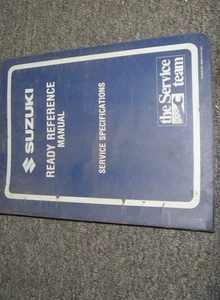 SUZUKI
READY REFERENCE
MANUAL
SERVICE SPECIFICATIONS
the Service
team